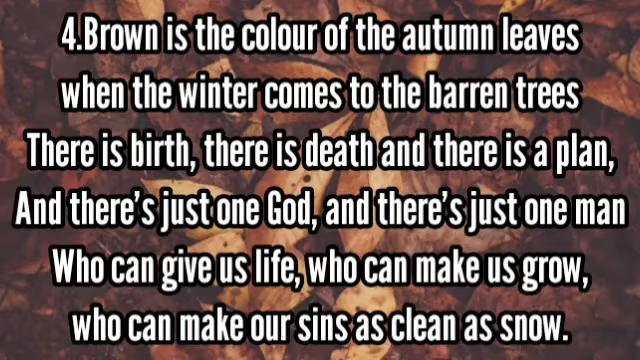 4.Brown is the colour of the autumn leaves
when the winter comes to the barren trees
There is birth, there is death and there is a plan,
And there's just one God, and there's just one man
Who can give us life, who can make us grow,
who can make our sins as clean as snow.